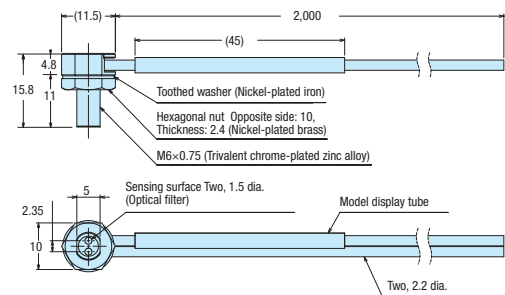 (11.5)
2,000
(45)
4.8
15.8
11
Toothed washer (Nickel-plated iron)
Hexagonal nut Opposite side: 10,
Thickness: 2.4 (Nickel-plated brass)
M6×0.75 (Trivalent chrome-plated zinc alloy)
5
Sensing surface Two, 1.5 dia.
(Optical filter)
Model display tube
2.35
10
Two, 2.2 dia.